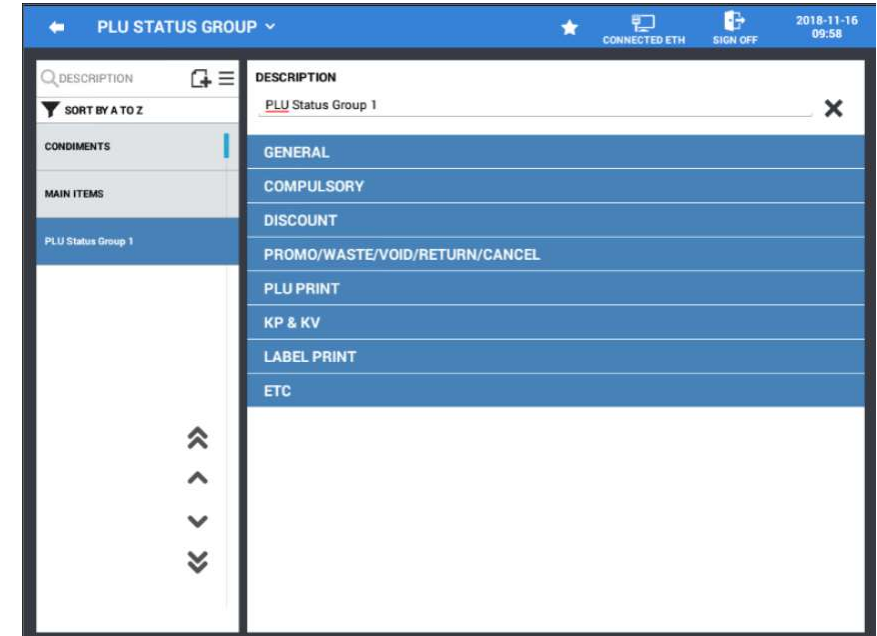 PLU STATUS GROUP
CONNECTED ETH
SIGN OFF
2018-11-16
09:58
DESCRIPTION
SORT BY A TO Z
CONDIMENTS
MAIN ITEMS
PLU Status Group 1
DESCRIPTION
PLU Status Group 1
GENERAL
COMPULSORY
DISCOUNT
PROMO/WASTE/VOID/RETURN/CANCEL
PLU PRINT
KP & KV
LABEL PRINT
ETC